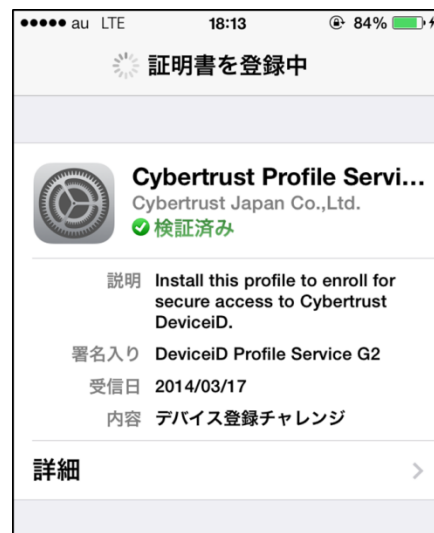 au LTE 18:13 84%
証明書を登録中
Cybertrust Profile Servi...
Cybertrust Japan Co.,Ltd.
検証済み
説明 Install this profile to enroll for
secure access to Cybertrust
DeviceiD.
署名入り DeviceiD Profile Service G2
受信日 2014/03/17
内容 デバイス登録チャレンジ
詳細